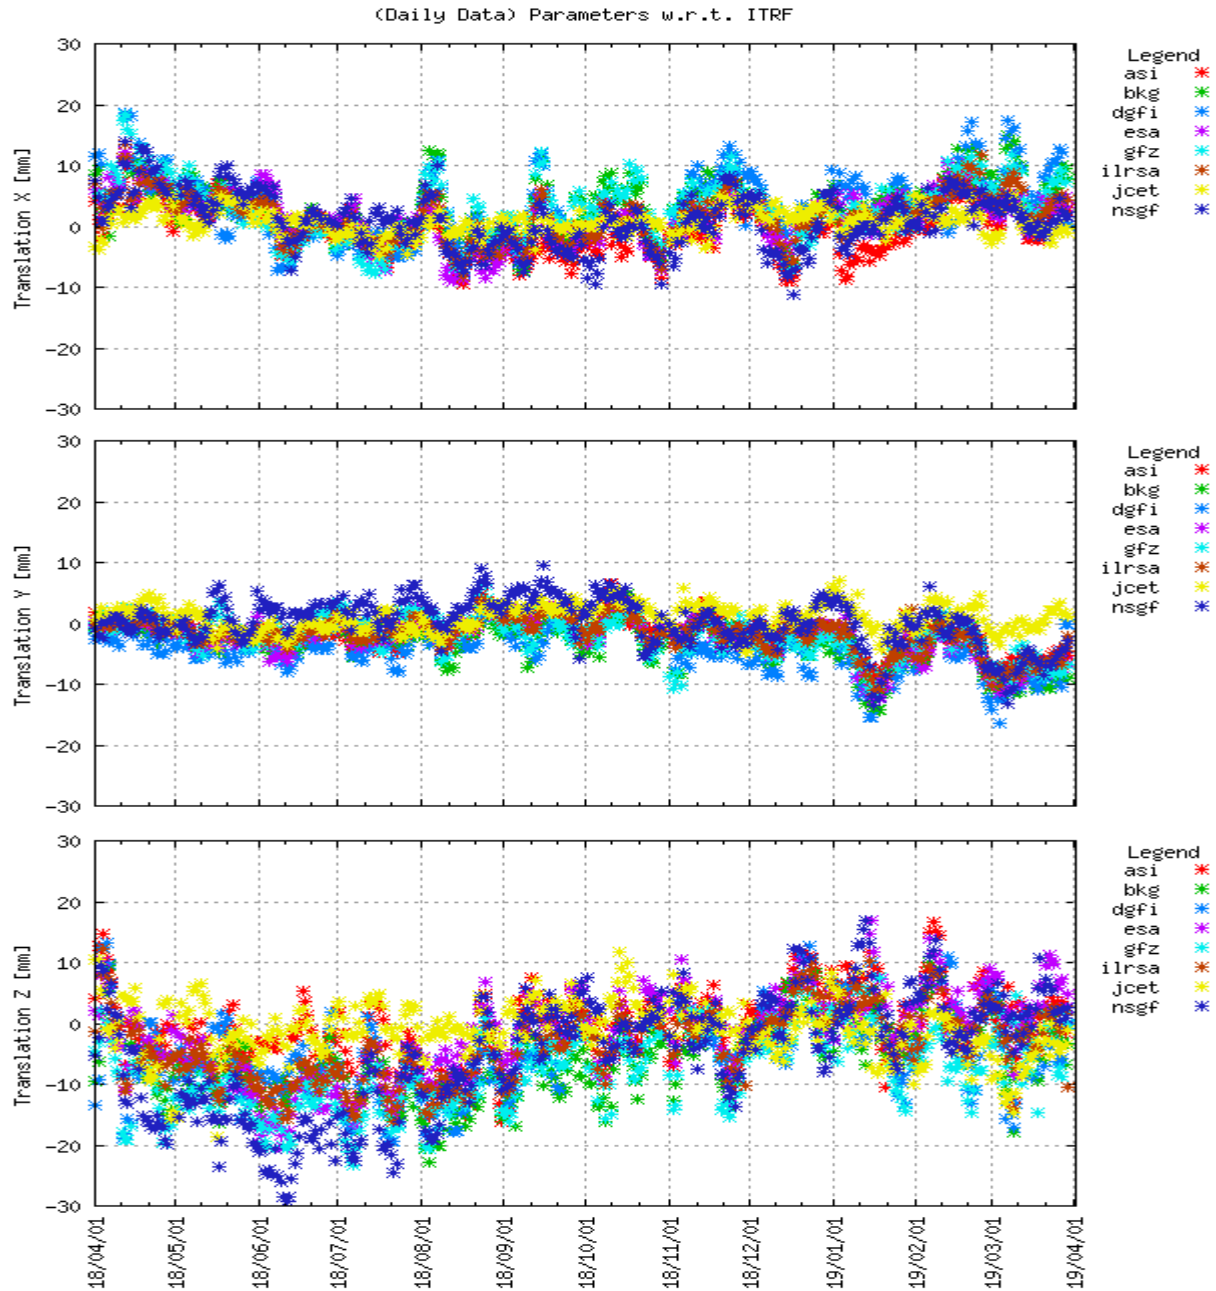 (Daily Data) Parameters w.r.t. ITRF
30
20
10
0
-10
-20
-30
Translation X [mm]
Legend
asi
bkg
dgfi
esa
gfz
ilrsa
jcet
nsgf
30
20
10
0
-10
-20
-30
Translation Y [mm]
Legend
asi
bkg
dgfi
esa
gfz
ilrsa
jcet
nsgf
30
20
10
0
-10
-20
-30
Translation Z [mm]
Legend
asi
bkg
dgfi
esa
gfz
ilrsa
jcet
nsgf
18/04/01
18/05/01
18/06/01
18/07/01
18/08/01
18/09/01
18/10/01
18/11/01
18/12/01
19/01/01
19/02/01
19/03/01
19/04/01